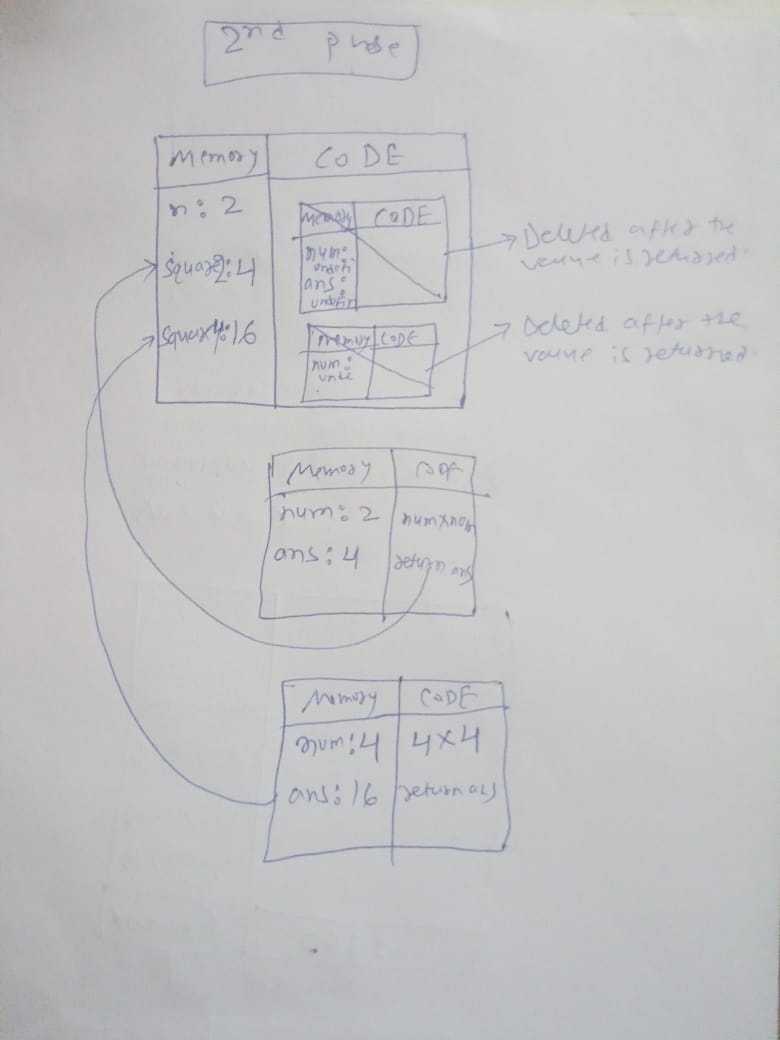 2nd phase
Memory CODE
n: 2
square2:4
square4:16
Memory CODE
num:
undefi
ans:
undefin
Memory CODE
num:
unde
Deleted after the
value is returned.
Deleted after the
value is returned.
Memory CODE
num: 2 numxnum
ans: 4 return ans
Memory CODE
num: 4 4x4
ans: 16 return ans